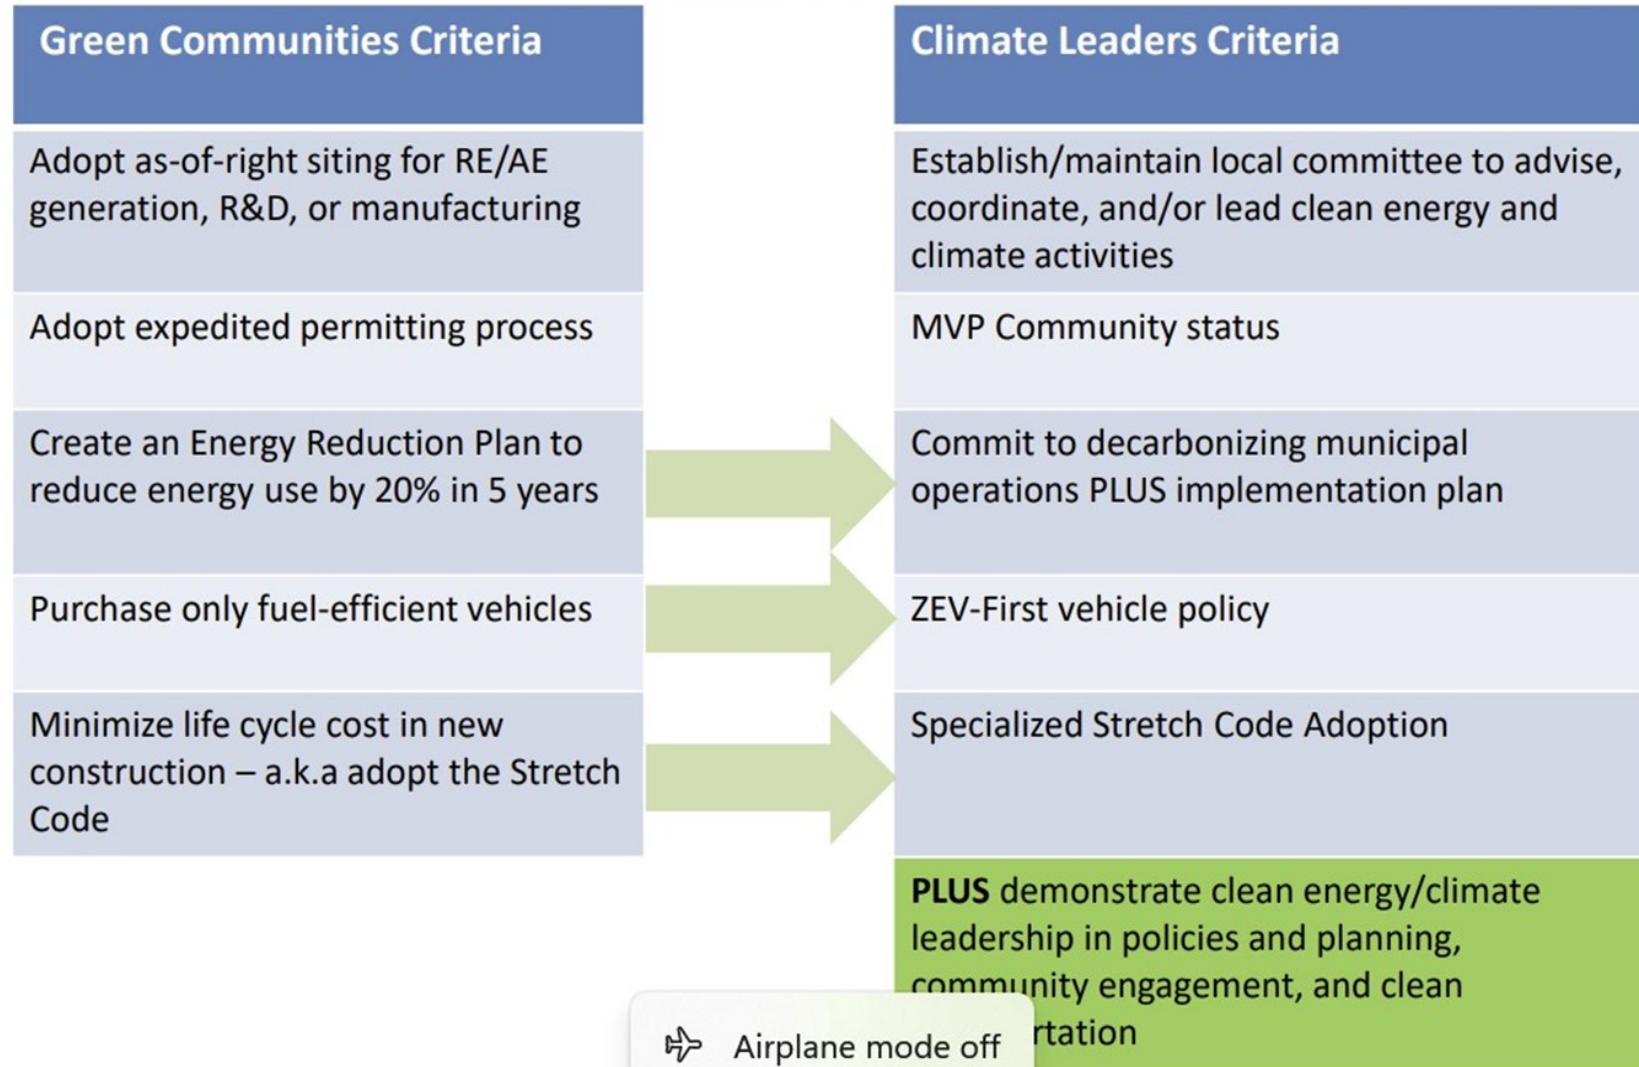 Green Communities Criteria
Adopt as-of-right siting for RE/AE
generation, R&D, or manufacturing
Adopt expedited permitting process
Create an Energy Reduction Plan to
reduce energy use by 20% in 5 years
Purchase only fuel-efficient vehicles
Minimize life cycle cost in new
construction – a.k.a adopt the Stretch
Code
Climate Leaders Criteria
Establish/maintain local committee to advise,
coordinate, and/or lead clean energy and
climate activities
MVP Community status
Commit to decarbonizing municipal
operations PLUS implementation plan
ZEV-First vehicle policy
Specialized Stretch Code Adoption
PLUS demonstrate clean energy/climate
leadership in policies and planning,
community engagement, and clean
Airplane mode off